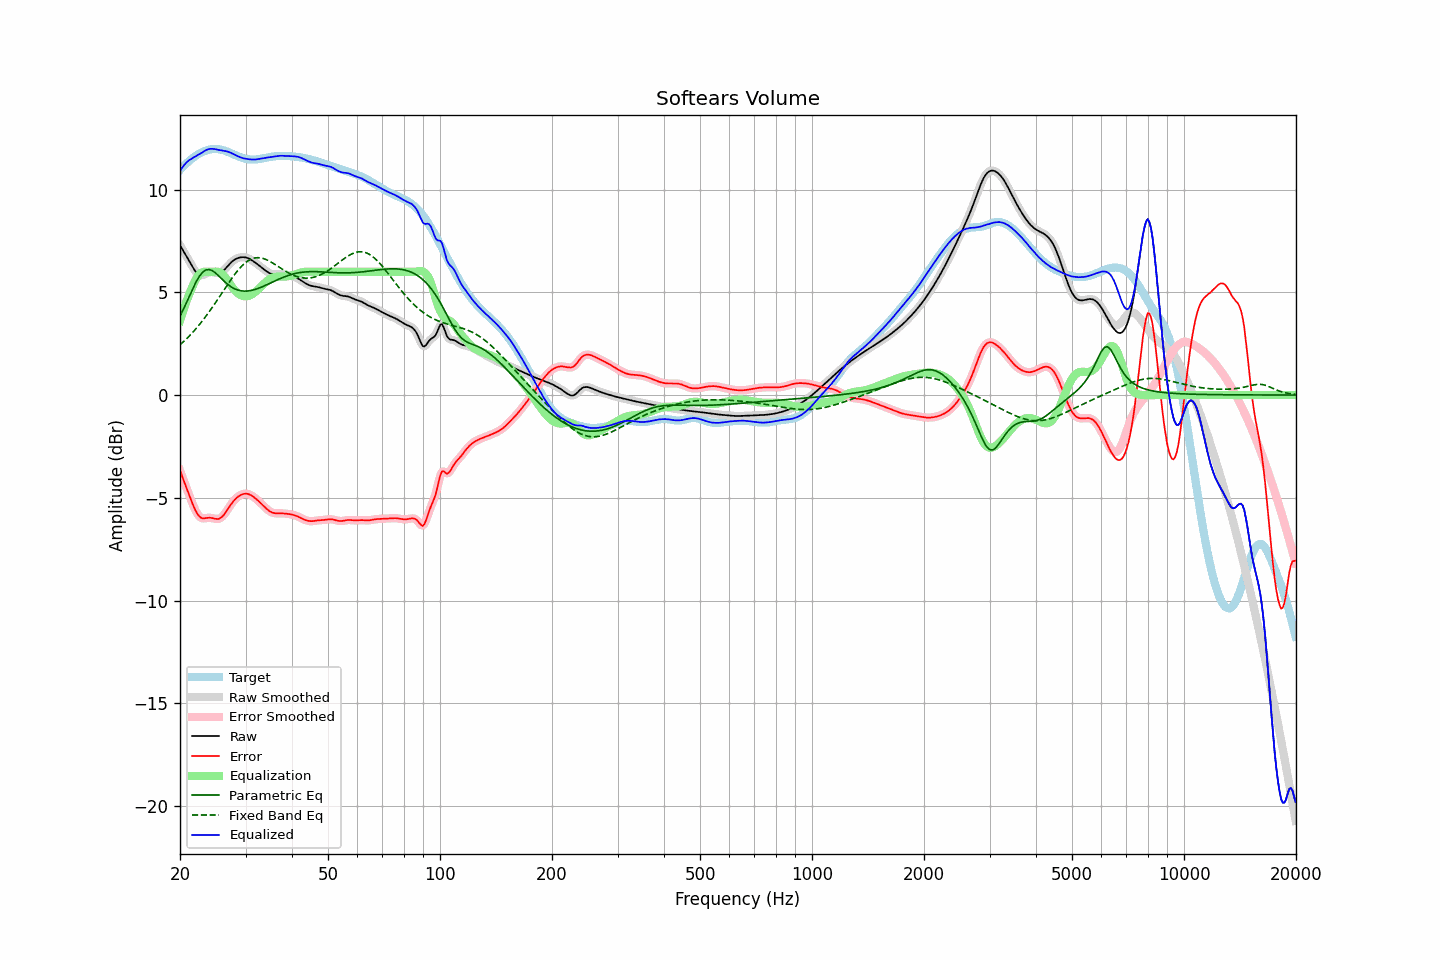 Softears Volume
Amplitude (dBr)
10
5
0
−5
−10
−15
−20
Target
Raw Smoothed
Error Smoothed
Raw
Error
Equalization
Parametric Eq
Fixed Band Eq
Equalized
20 50 100 200 500 1000 2000 5000 10000 20000
Frequency (Hz)